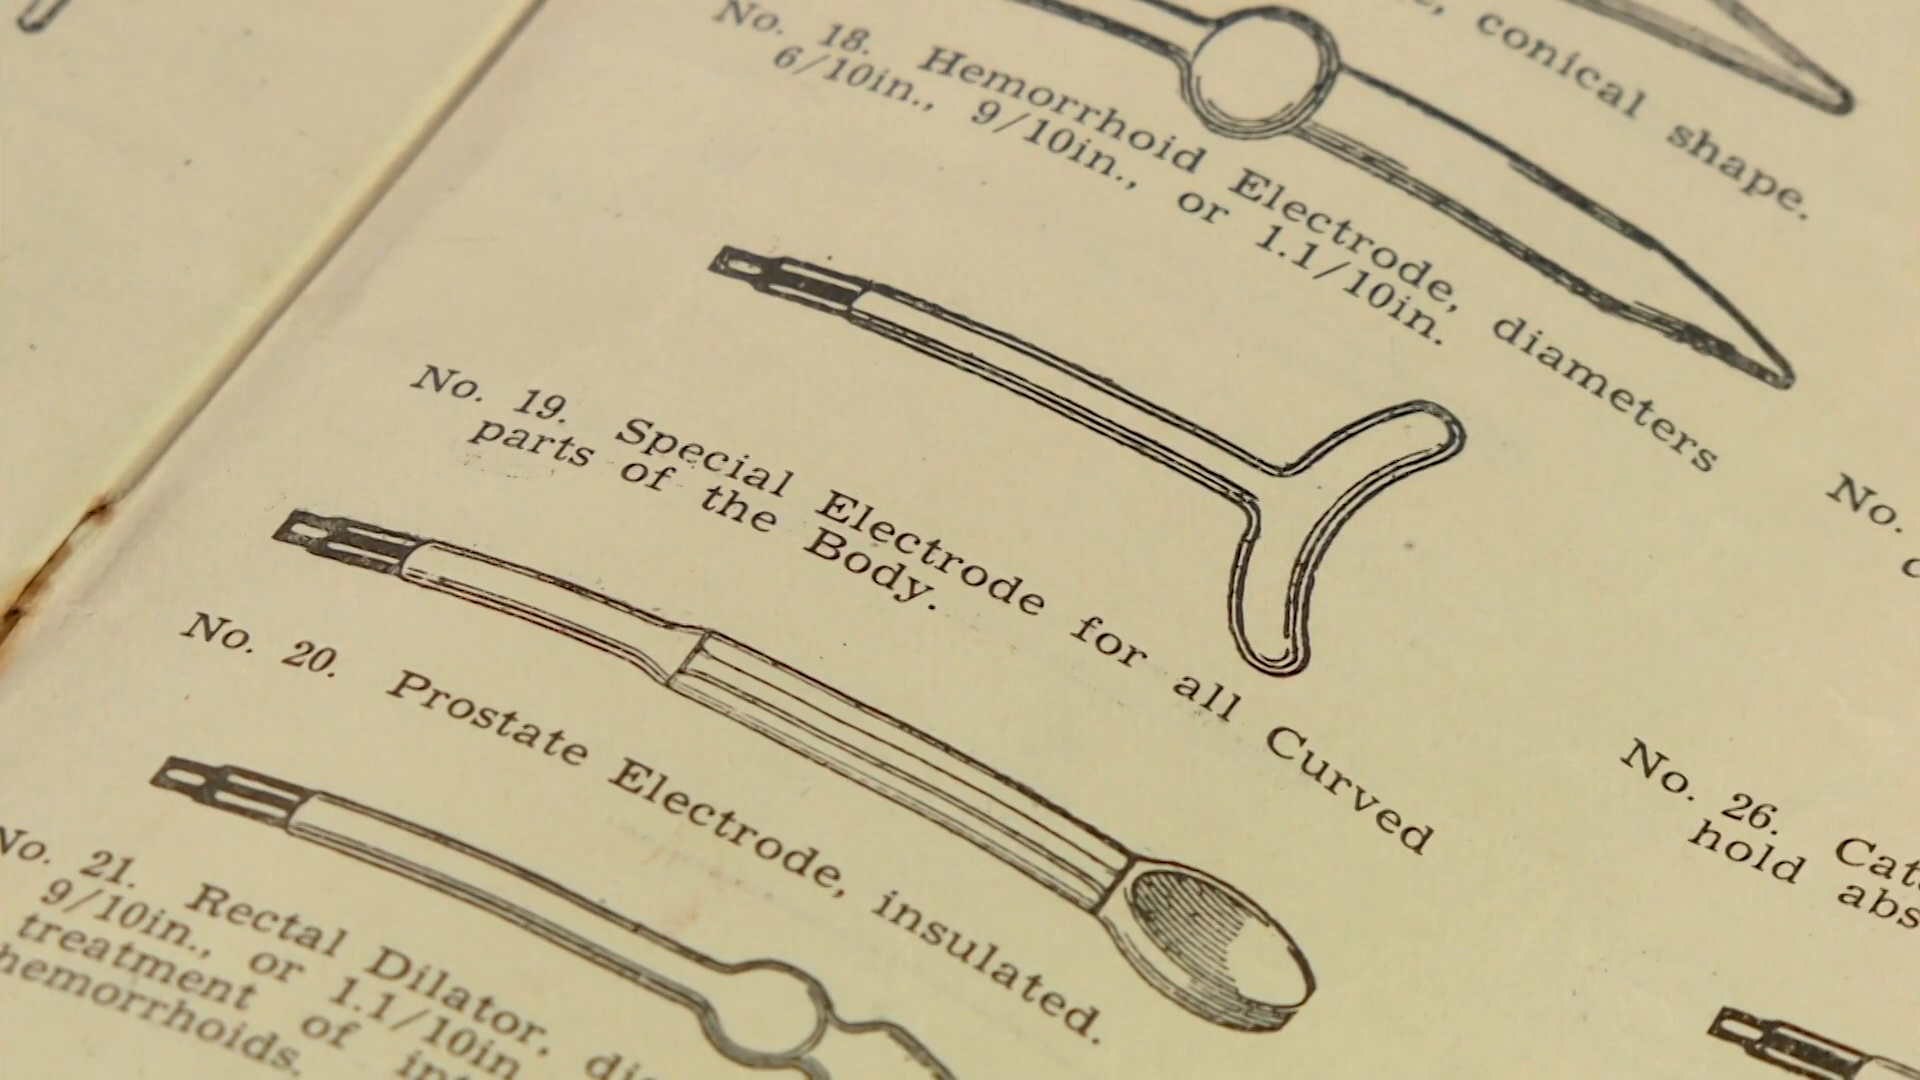 conical shape.
No. 18. Hemorrhoid Electrode, diameters
6/10in., 9/10in., or 1.1/10in.
No. 19. Special Electrode for all Curved
parts of the Body.
No. 20. Prostate Electrode, insulated.
No. 21. Rectal Dilator,
9/10in., or 1.1/10in
treatment of
hemorrhoids.
No.
No. 26.
hold